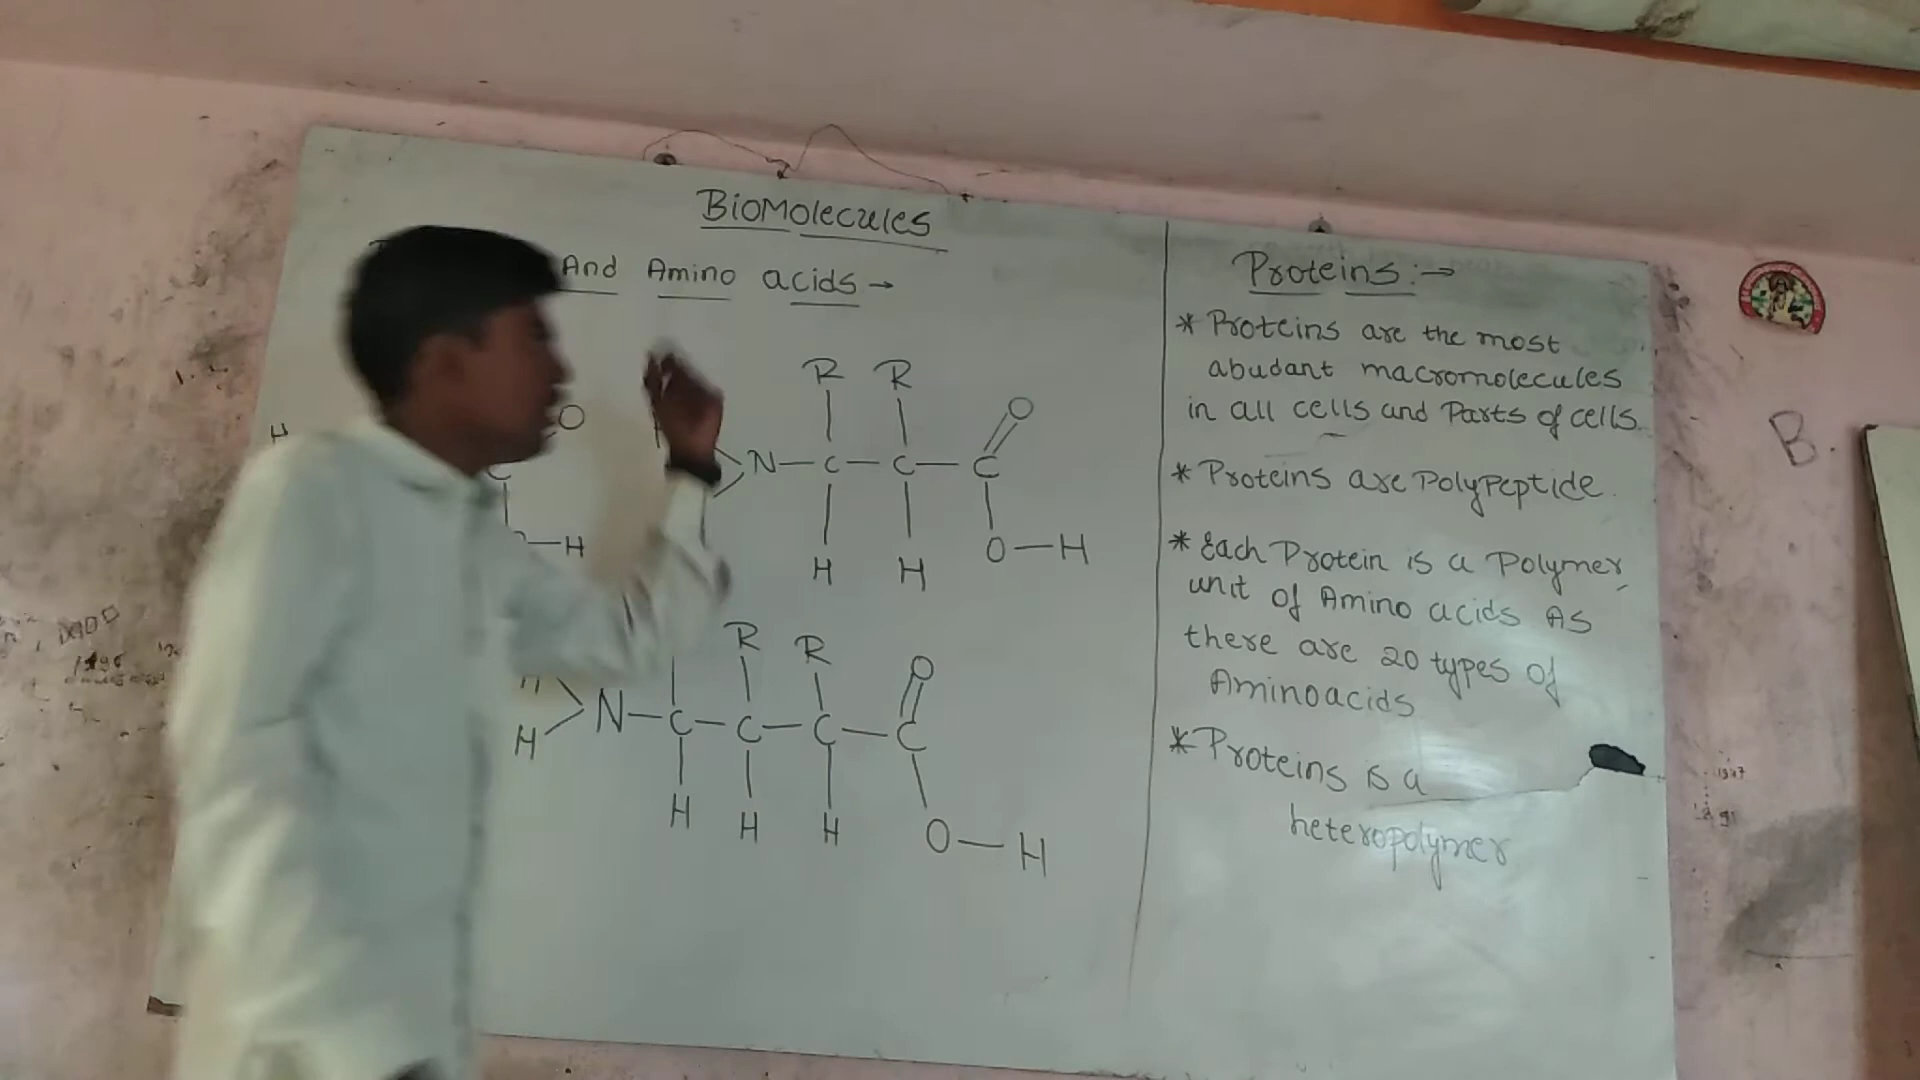 BioMolecules
And Amino acids →
R R
O
O
H
N—C—C—C
O—H
H H
O—H
R R
O
H
N—C—C—C—C
H
H H H
O—H
Proteins :→
* Proteins are the most
abudant macromolecules
in all cells and Parts of cells.
* Proteins are PolyPeptide.
* Each Protein is a Polymer
unit of Amino acids As
there are 20 types of
Aminoacids
* Proteins is a
heteropolymer
B.